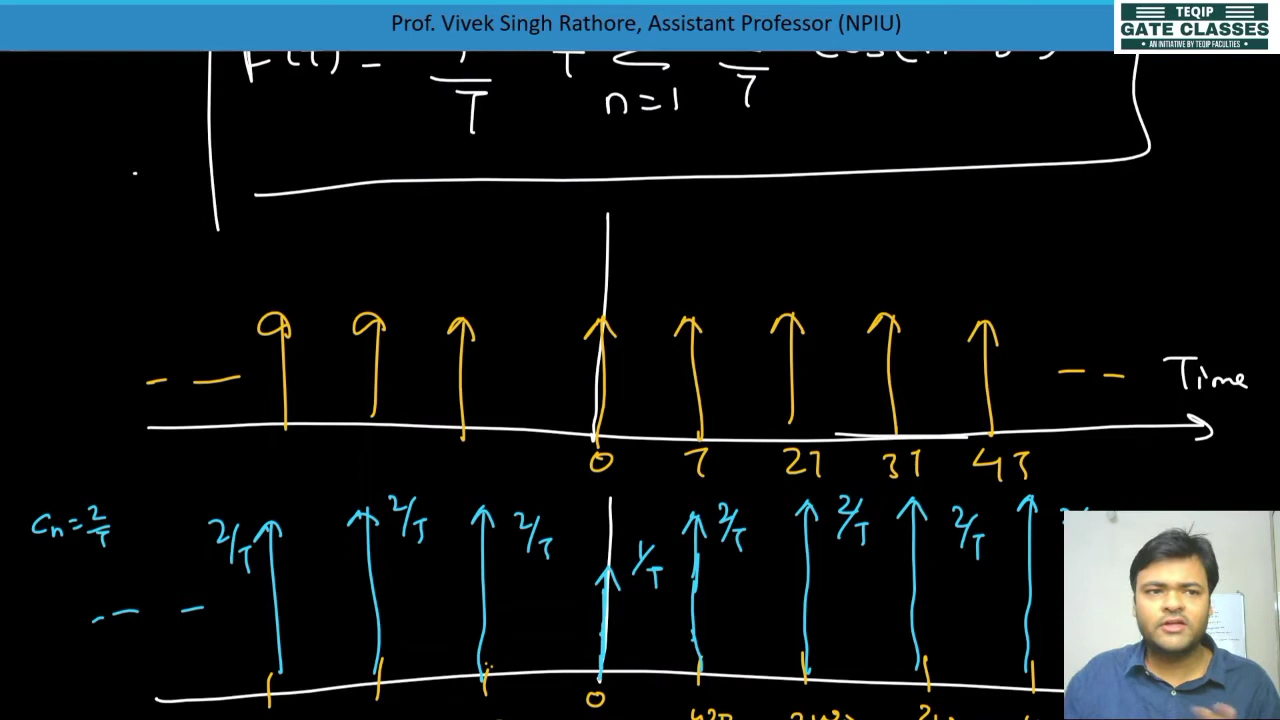 Prof. Vivek Singh Rathore, Assistant Professor (NPIU)
TEQIP
GATE CLASSES
- AN INITIATIVE BY TEQIP FACULTIES -
n=1
T
Time
0 T 2T 3T 4T
Cn = 2/T
2/T 2/T 2/T 1/T 2/T 2/T 2/T
0